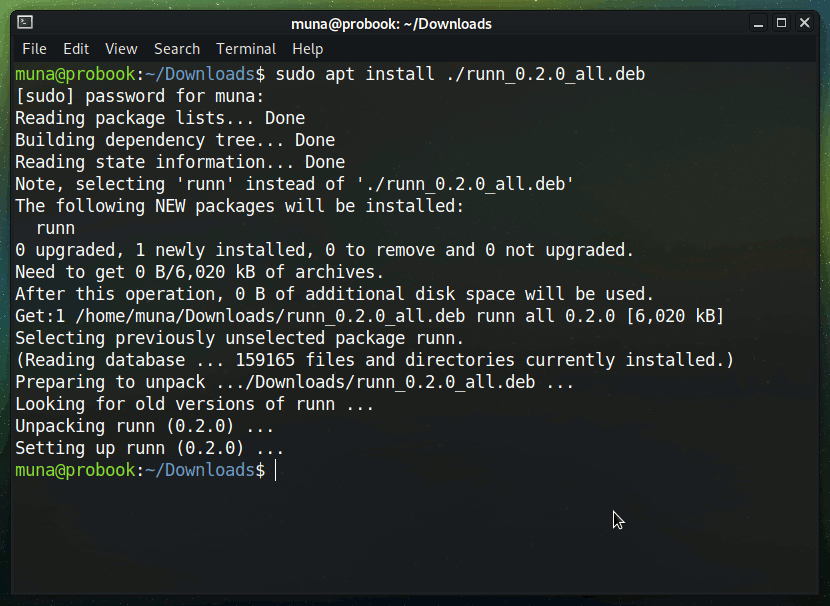 muna@probook: ~/Downloads
File Edit View Search Terminal Help
muna@probook:~/Downloads$ sudo apt install ./runn_0.2.0_all.deb
[sudo] password for muna:
Reading package lists... Done
Building dependency tree... Done
Reading state information... Done
Note, selecting 'runn' instead of './runn_0.2.0_all.deb'
The following NEW packages will be installed:
  runn
0 upgraded, 1 newly installed, 0 to remove and 0 not upgraded.
Need to get 0 B/6,020 kB of archives.
After this operation, 0 B of additional disk space will be used.
Get:1 /home/muna/Downloads/runn_0.2.0_all.deb runn all 0.2.0 [6,020 kB]
Selecting previously unselected package runn.
(Reading database ... 159165 files and directories currently installed.)
Preparing to unpack .../Downloads/runn_0.2.0_all.deb ...
Looking for old versions of runn ...
Unpacking runn (0.2.0) ...
Setting up runn (0.2.0) ...
muna@probook:~/Downloads$